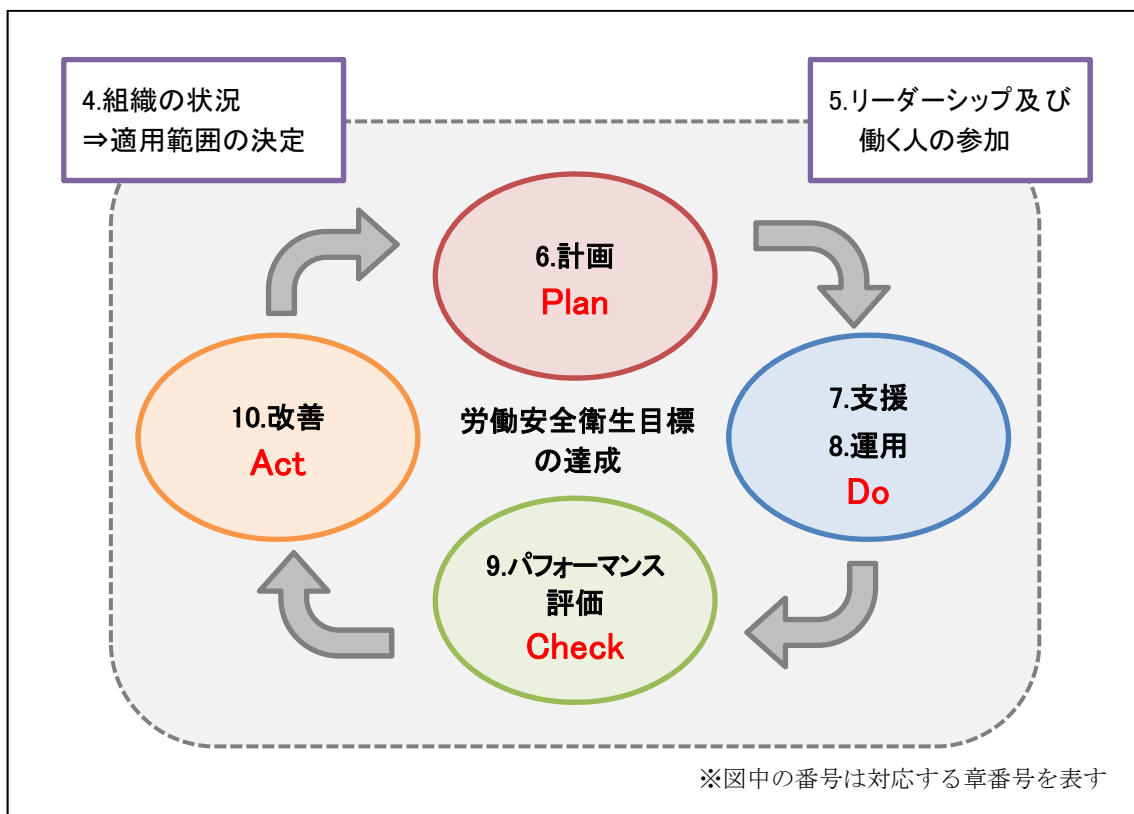 4.組織の状況
⇒適用範囲の決定
5.リーダーシップ及び
働く人の参加
6.計画
Plan
7.支援
8.運用
Do
労働安全衛生目標
の達成
10.改善
Act
9.パフォーマンス
評価
Check
※図中の番号は対応する章番号を表す